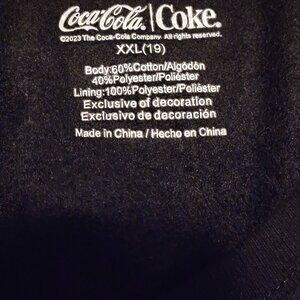 Coca-Cola | Coke.
©2023 The Coca-Cola Company. All rights reserved.
XXL(19)
Body:60%Cotton/Algodón
40%Polyester/Poliéster
Lining:100%Polyester/Poliéster
Exclusive of decoration
Exclusivo de decoración
Made in China / Hecho en China